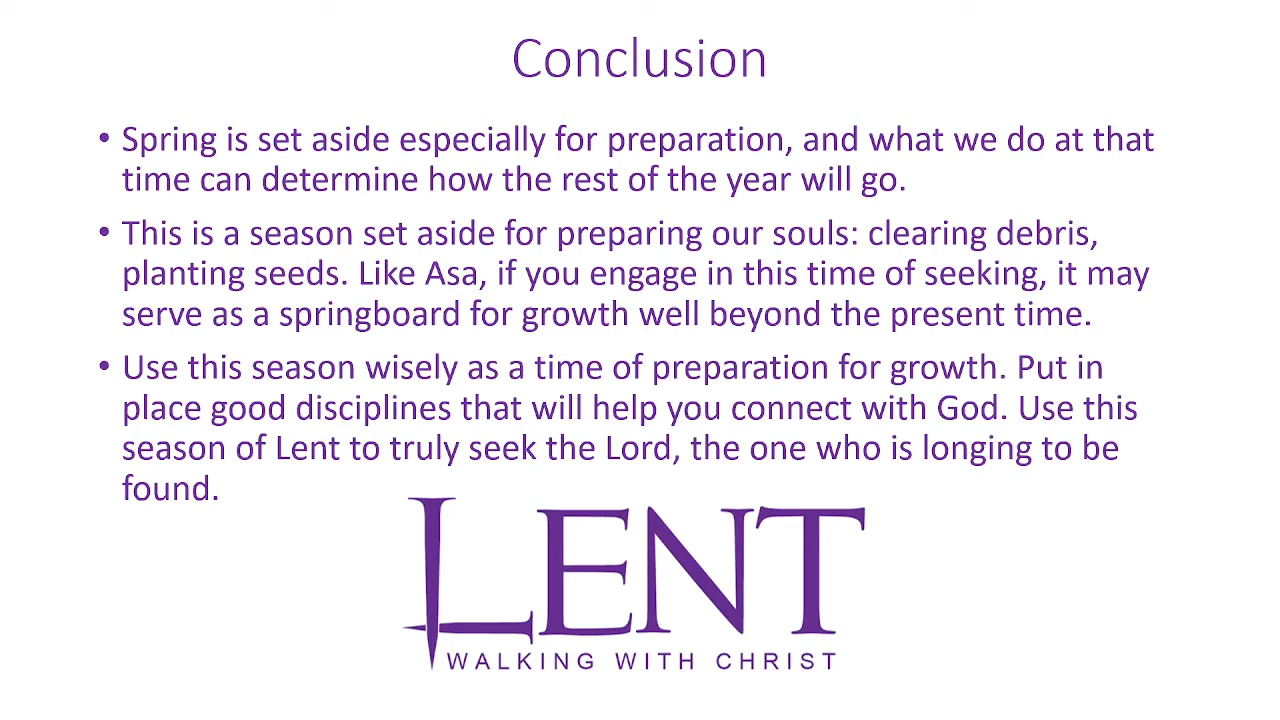 Conclusion
• Spring is set aside especially for preparation, and what we do at that
time can determine how the rest of the year will go.
• This is a season set aside for preparing our souls: clearing debris,
planting seeds. Like Asa, if you engage in this time of seeking, it may
serve as a springboard for growth well beyond the present time.
• Use this season wisely as a time of preparation for growth. Put in
place good disciplines that will help you connect with God. Use this
season of Lent to truly seek the Lord, the one who is longing to be
found.
LENT
WALKING WITH CHRIST